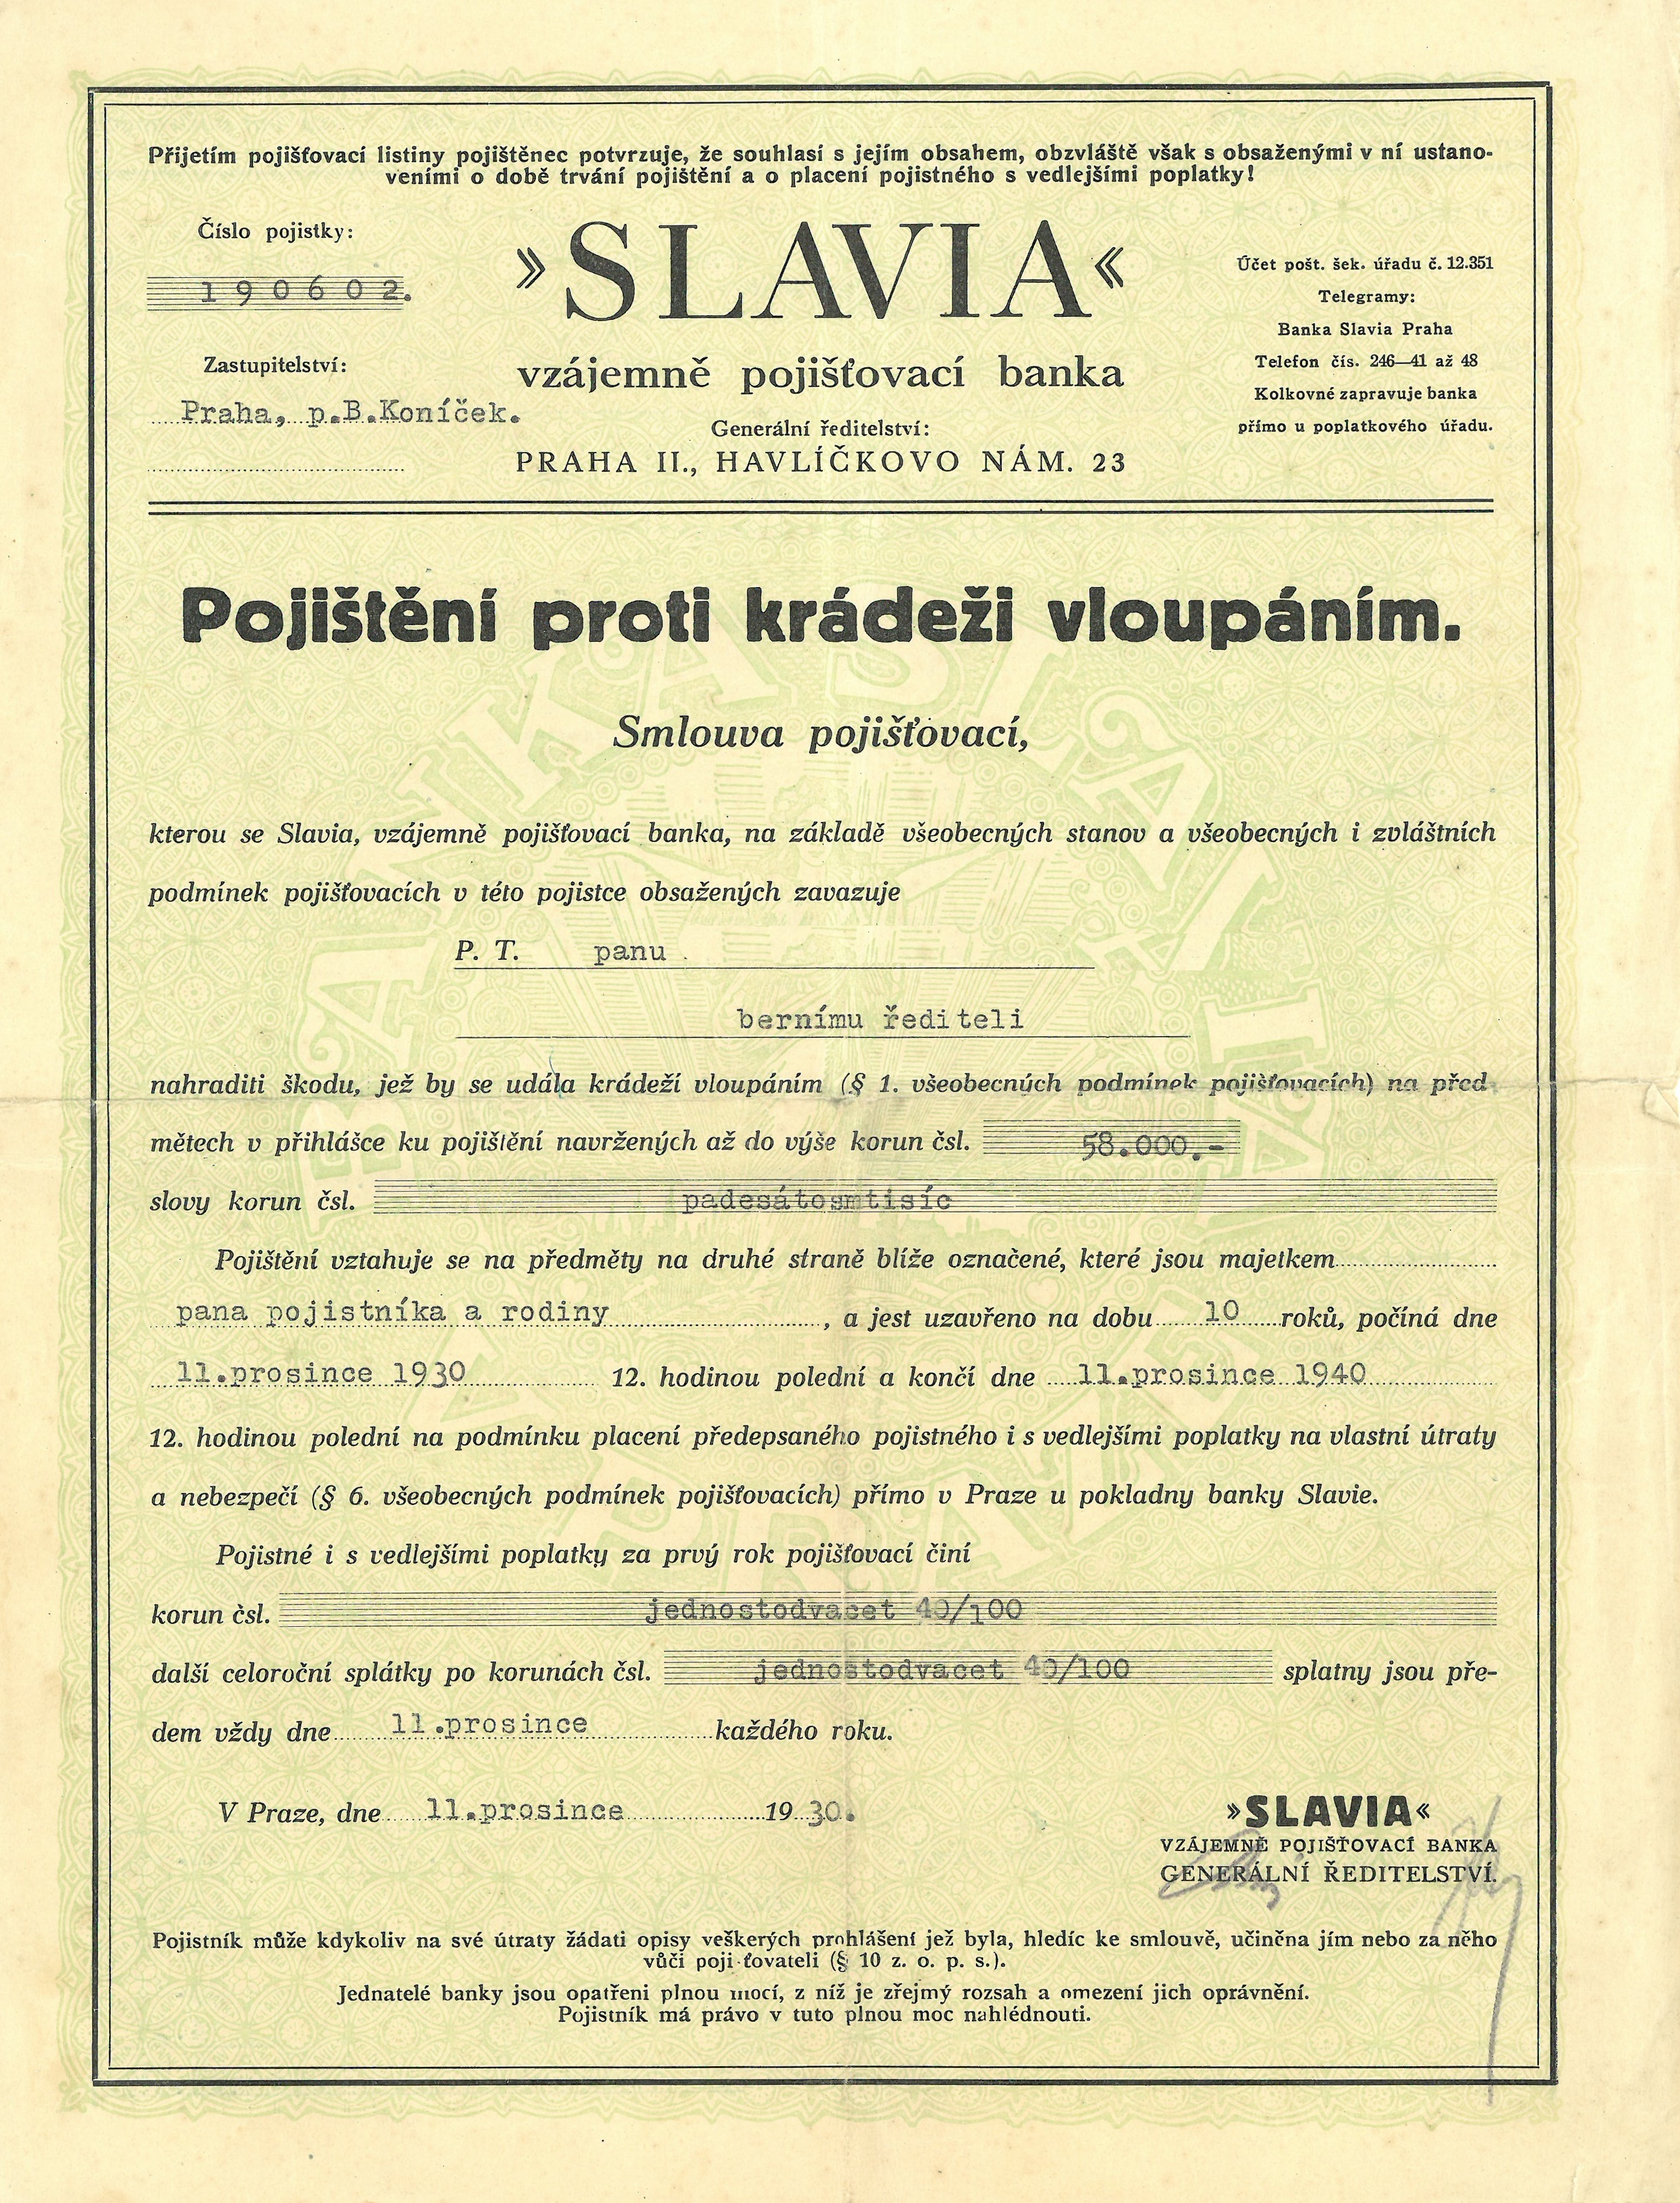 Přijetím pojišťovací listiny pojištěnec potvrzuje, že souhlasí s jejím obsahem, obzvláště však s obsaženými v ní ustano-
veními o době trvání pojištění a o placení pojistného s vedlejšími poplatky!
Číslo pojistky:
190602.
Zastupitelství:
Praha, p.B.Koníček.
»SLAVIA«
vzájemně pojišťovací banka
Generální ředitelství:
PRAHA II., HAVLÍČKOVO NÁM. 23
Účet pošt. šek. úřadu č. 12.351
Telegramy:
Banka Slavia Praha
Telefon čís. 246—41 až 48
Kolkovné zapravuje banka
přímo u poplatkového úřadu.
Pojištění proti krádeži vloupáním.
Smlouva pojišťovací,
kterou se Slavia, vzájemně pojišťovací banka, na základě všeobecných stanov a všeobecných i zvláštních
podmínek pojišťovacích v této pojistce obsažených zavazuje
P. T. panu
bernímu řediteli
nahraditi škodu, jež by se udála krádeží vloupáním (§ 1. všeobecných podmínek pojišťovacích) na před
mětech v přihlášce ku pojištění navržených až do výše korun čsl. 58.000.-
slovy korun čsl. padesátosmtisíc
Pojištění vztahuje se na předměty na druhé straně blíže označené, které jsou majetkem
pana pojistníka a rodiny, a jest uzavřeno na dobu 10 roků, počíná dne
11.prosince 1930 12. hodinou polední a končí dne 11.prosince 1940
12. hodinou polední na podmínku placení předepsaného pojistného i s vedlejšími poplatky na vlastní útraty
a nebezpečí (§ 6. všeobecných podmínek pojišťovacích) přímo v Praze u pokladny banky Slavie.
Pojistné i s vedlejšími poplatky za prvý rok pojišťovací činí
korun čsl. jednostodvacet 40/100
další celoroční splátky po korunách čsl. jednostodvacet 40/100 splatny jsou pře-
dem vždy dne 11.prosince každého roku.
V Praze, dne 11.prosince 1930.
»SLAVIA«
VZÁJEMNĚ POJIŠŤOVACÍ BANKA
GENERÁLNÍ ŘEDITELSTVÍ.
Pojistník může kdykoliv na své útraty žádati opisy veškerých prohlášení jež byla, hledíc ke smlouvě, učiněna jím nebo za něho
vůči poji ťovateli (§ 10 z. o. p. s.).
Jednatelé banky jsou opatřeni plnou mocí, z níž je zřejmý rozsah a omezení jich oprávnění.
Pojistník má právo v tuto plnou moc nahlédnouti.
BANKA SLAVIA
V PRAZE